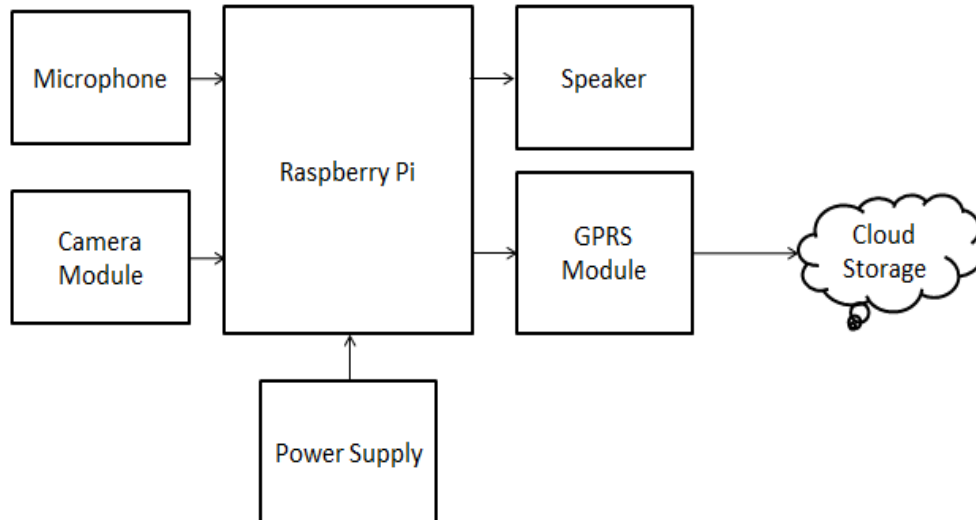 Microphone
Speaker
Raspberry Pi
Camera
Module
GPRS
Module
Cloud
Storage
Power Supply